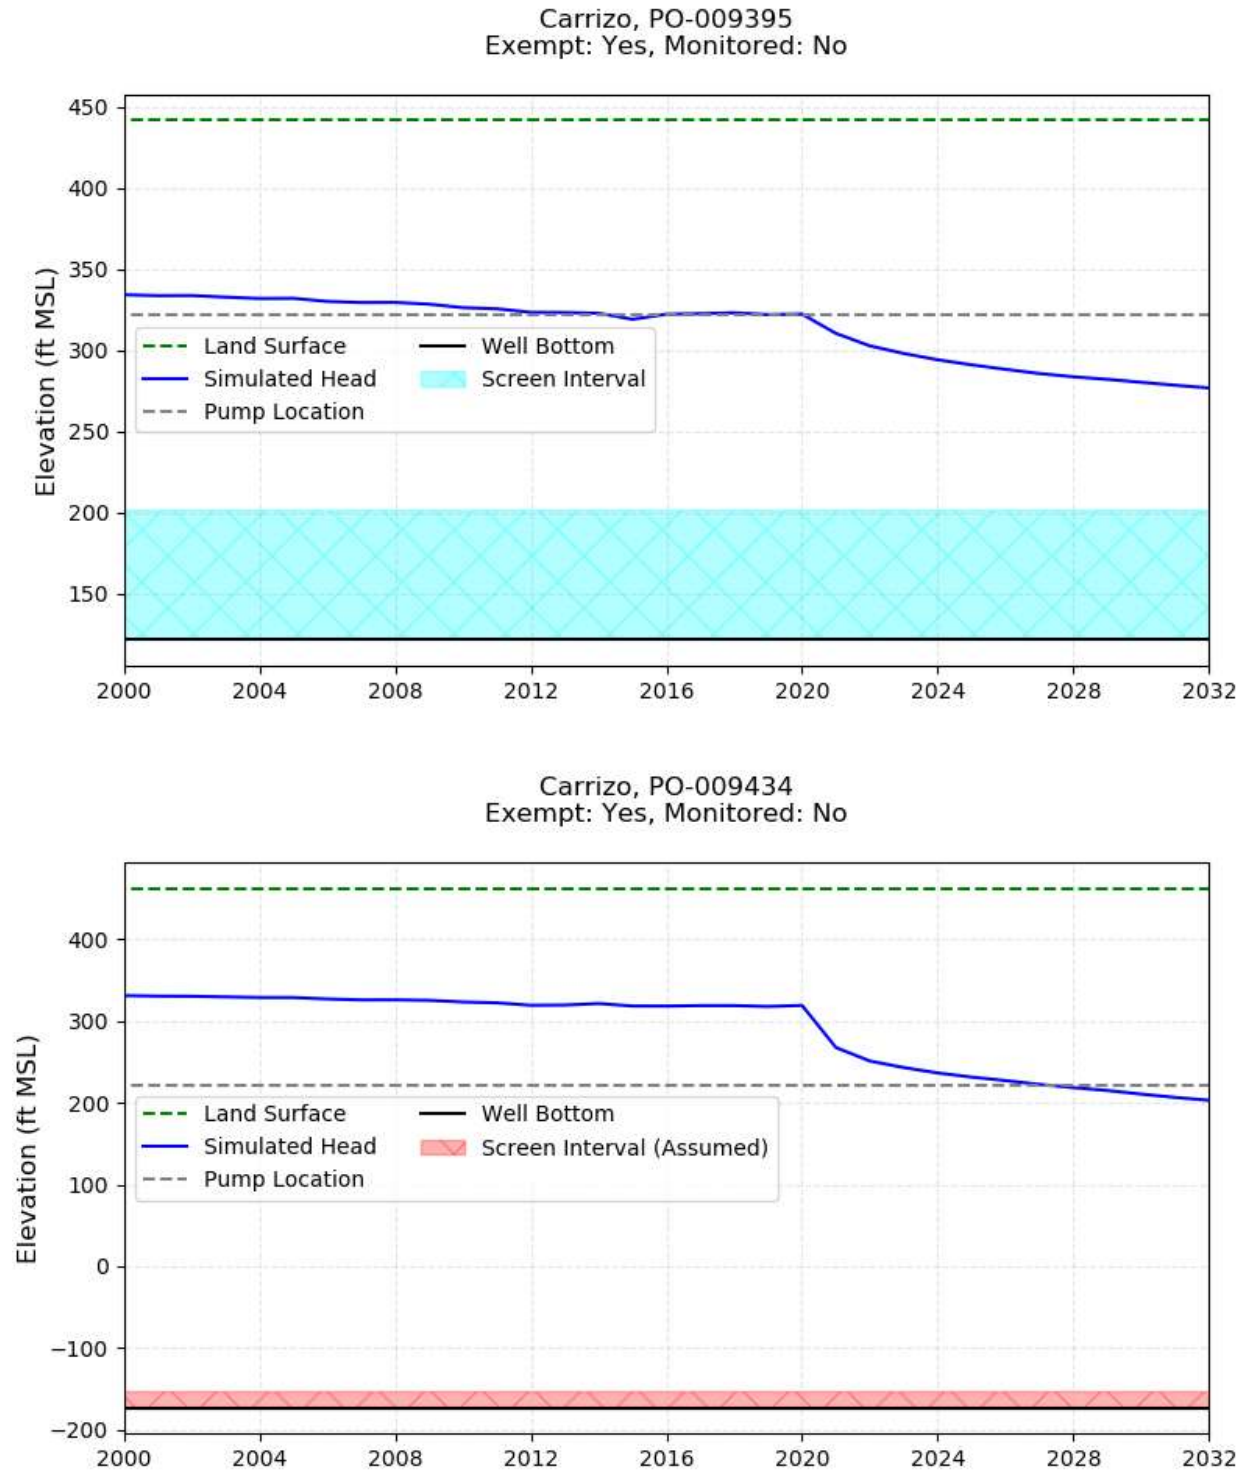 Carrizo, PO-009395
Exempt: Yes, Monitored: No
450
400
350
300
250
200
150
Elevation (ft MSL)
Land Surface
Simulated Head
Pump Location
Well Bottom
Screen Interval
2000 2004 2008 2012 2016 2020 2024 2028 2032
Carrizo, PO-009434
Exempt: Yes, Monitored: No
400
300
200
100
0
−100
−200
Elevation (ft MSL)
Land Surface
Simulated Head
Pump Location
Well Bottom
Screen Interval (Assumed)
2000 2004 2008 2012 2016 2020 2024 2028 2032